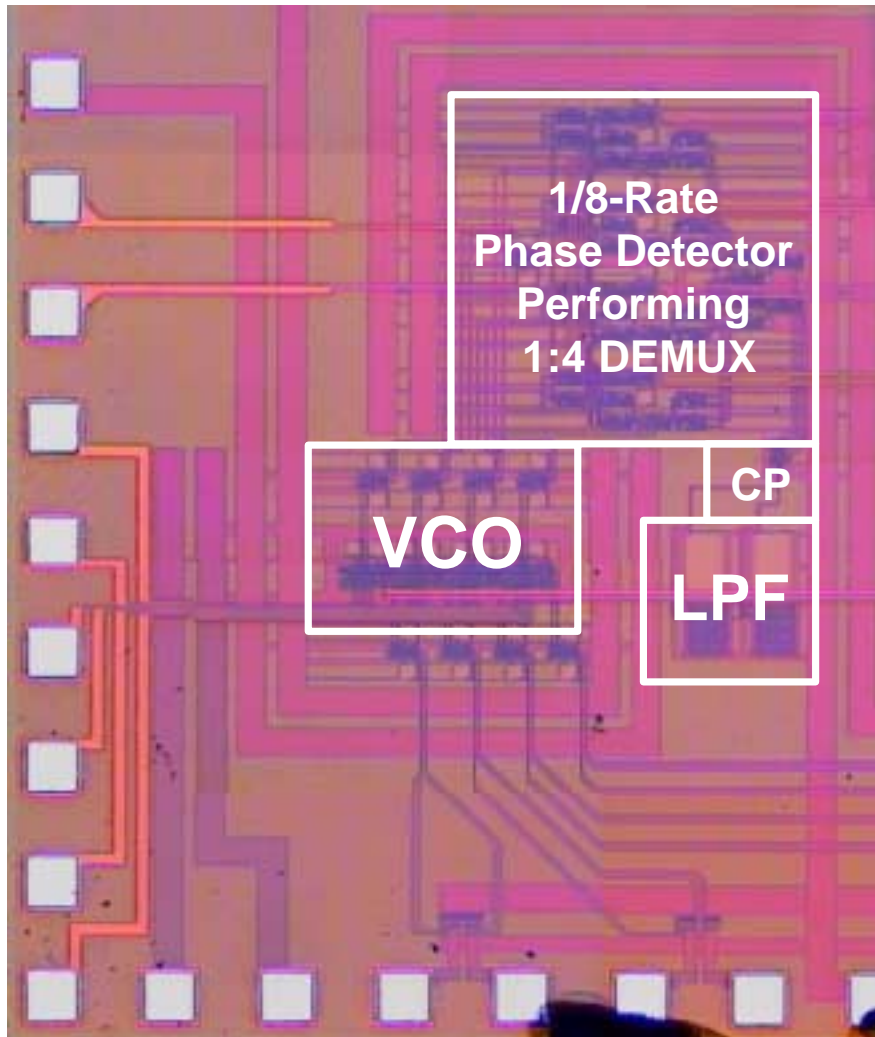 1/8-Rate
Phase Detector
Performing
1:4 DEMUX
CP
VCO
LPF